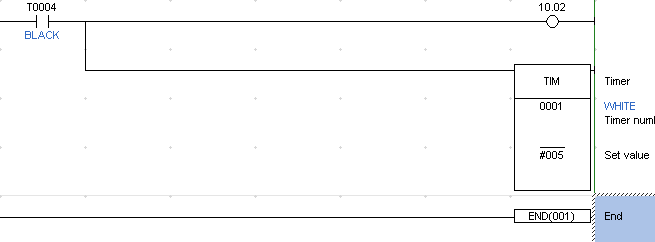 T0004
10.02
BLACK
TIM
Timer
0001
WHITE
Timer numl
#005
Set value
END(001)
End